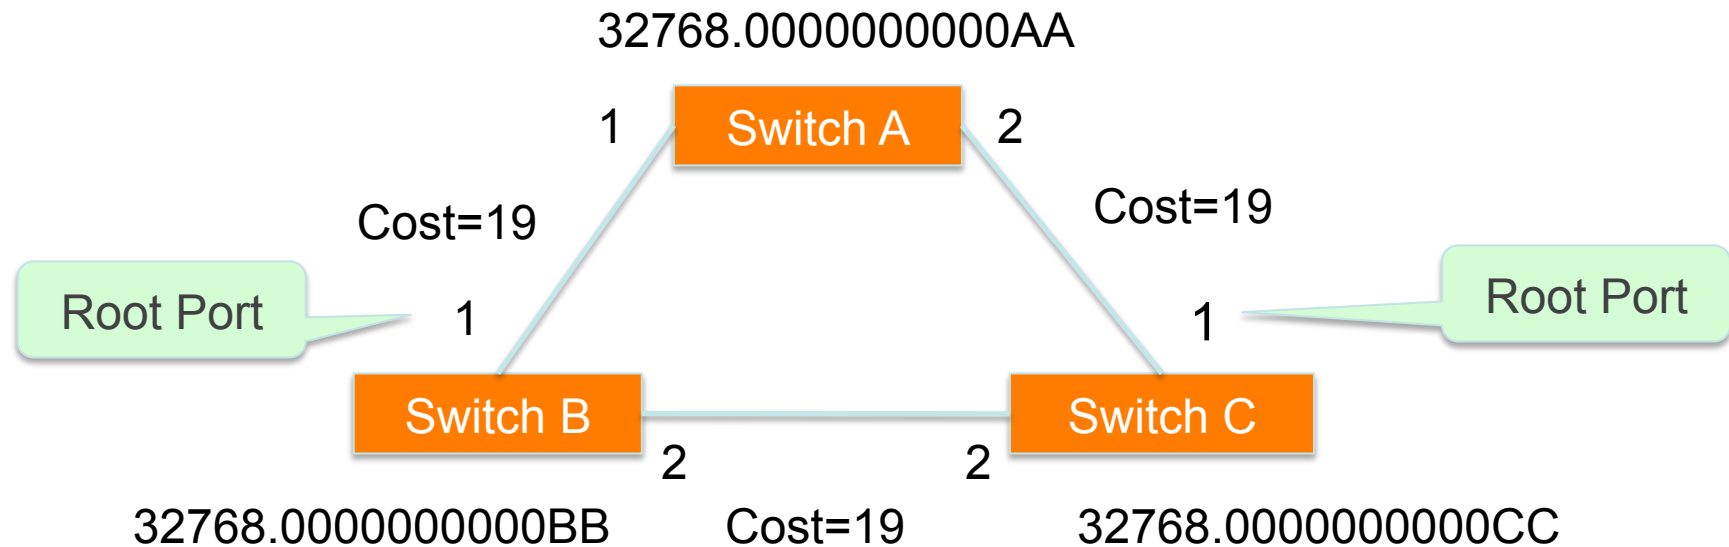 32768.0000000000AA
1
Switch A
2
Cost=19
Cost=19
Root Port
1
1
Root Port
Switch B
Switch C
2
2
32768.0000000000BB
Cost=19
32768.0000000000CC